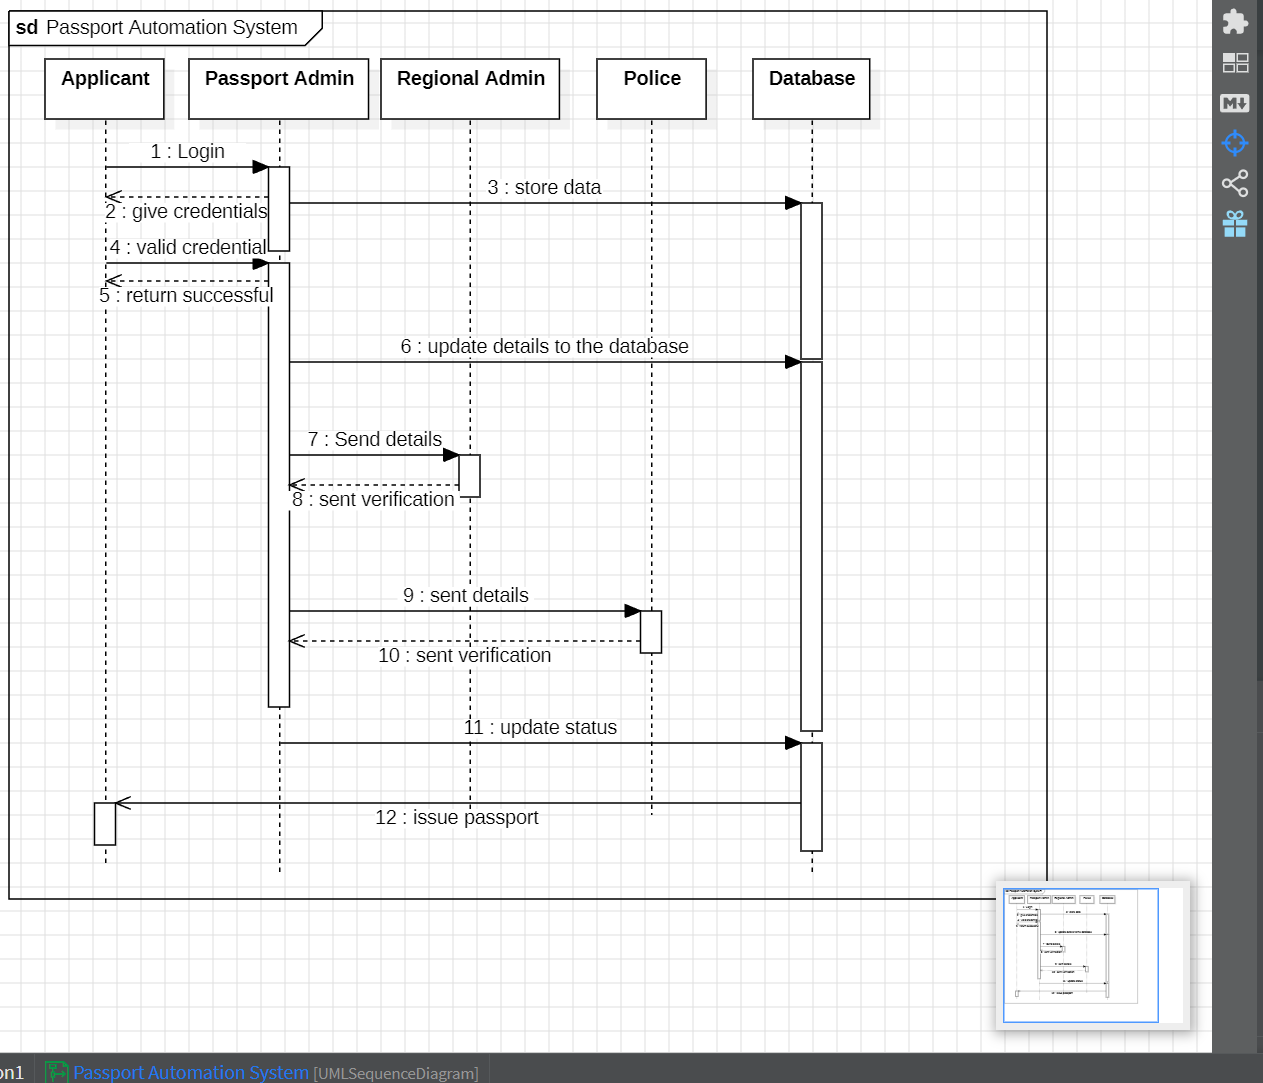 sd Passport Automation System
Applicant
Passport Admin
Regional Admin
Police
Database
1 : Login
2 : give credentials
3 : store data
4 : valid credential
5 : return successful
6 : update details to the database
7 : Send details
8 : sent verification
9 : sent details
10 : sent verification
11 : update status
12 : issue passport
M
on1
Passport Automation System [UMLSequenceDiagram]